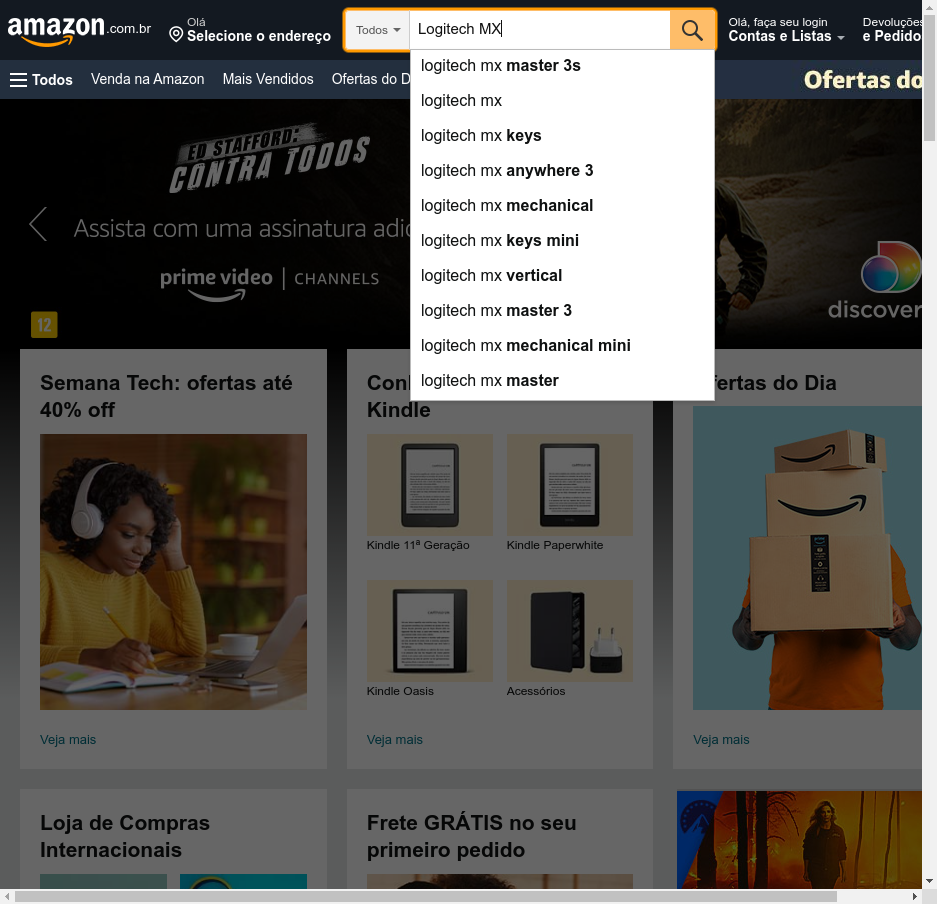 amazon.com.br
Olá
Selecione o endereço
Todos
Logitech MX
Olá, faça seu login
Contas e Listas
Devoluções
e Pedido
Todos
Venda na Amazon
Mais Vendidos
Ofertas do D
Ofertas do
logitech mx master 3s
logitech mx
logitech mx keys
logitech mx anywhere 3
logitech mx mechanical
logitech mx keys mini
logitech mx vertical
logitech mx master 3
logitech mx mechanical mini
logitech mx master
ED STAFFORD:
CONTRA TODOS
Assista com uma assinatura adic
prime video | CHANNELS
discover
12
Semana Tech: ofertas até
40% off
Veja mais
Con
Kindle
Kindle 11ª Geração
Kindle Paperwhite
Kindle Oasis
Acessórios
Veja mais
fertas do Dia
Veja mais
Loja de Compras
Internacionais
Frete GRÁTIS no seu
primeiro pedido